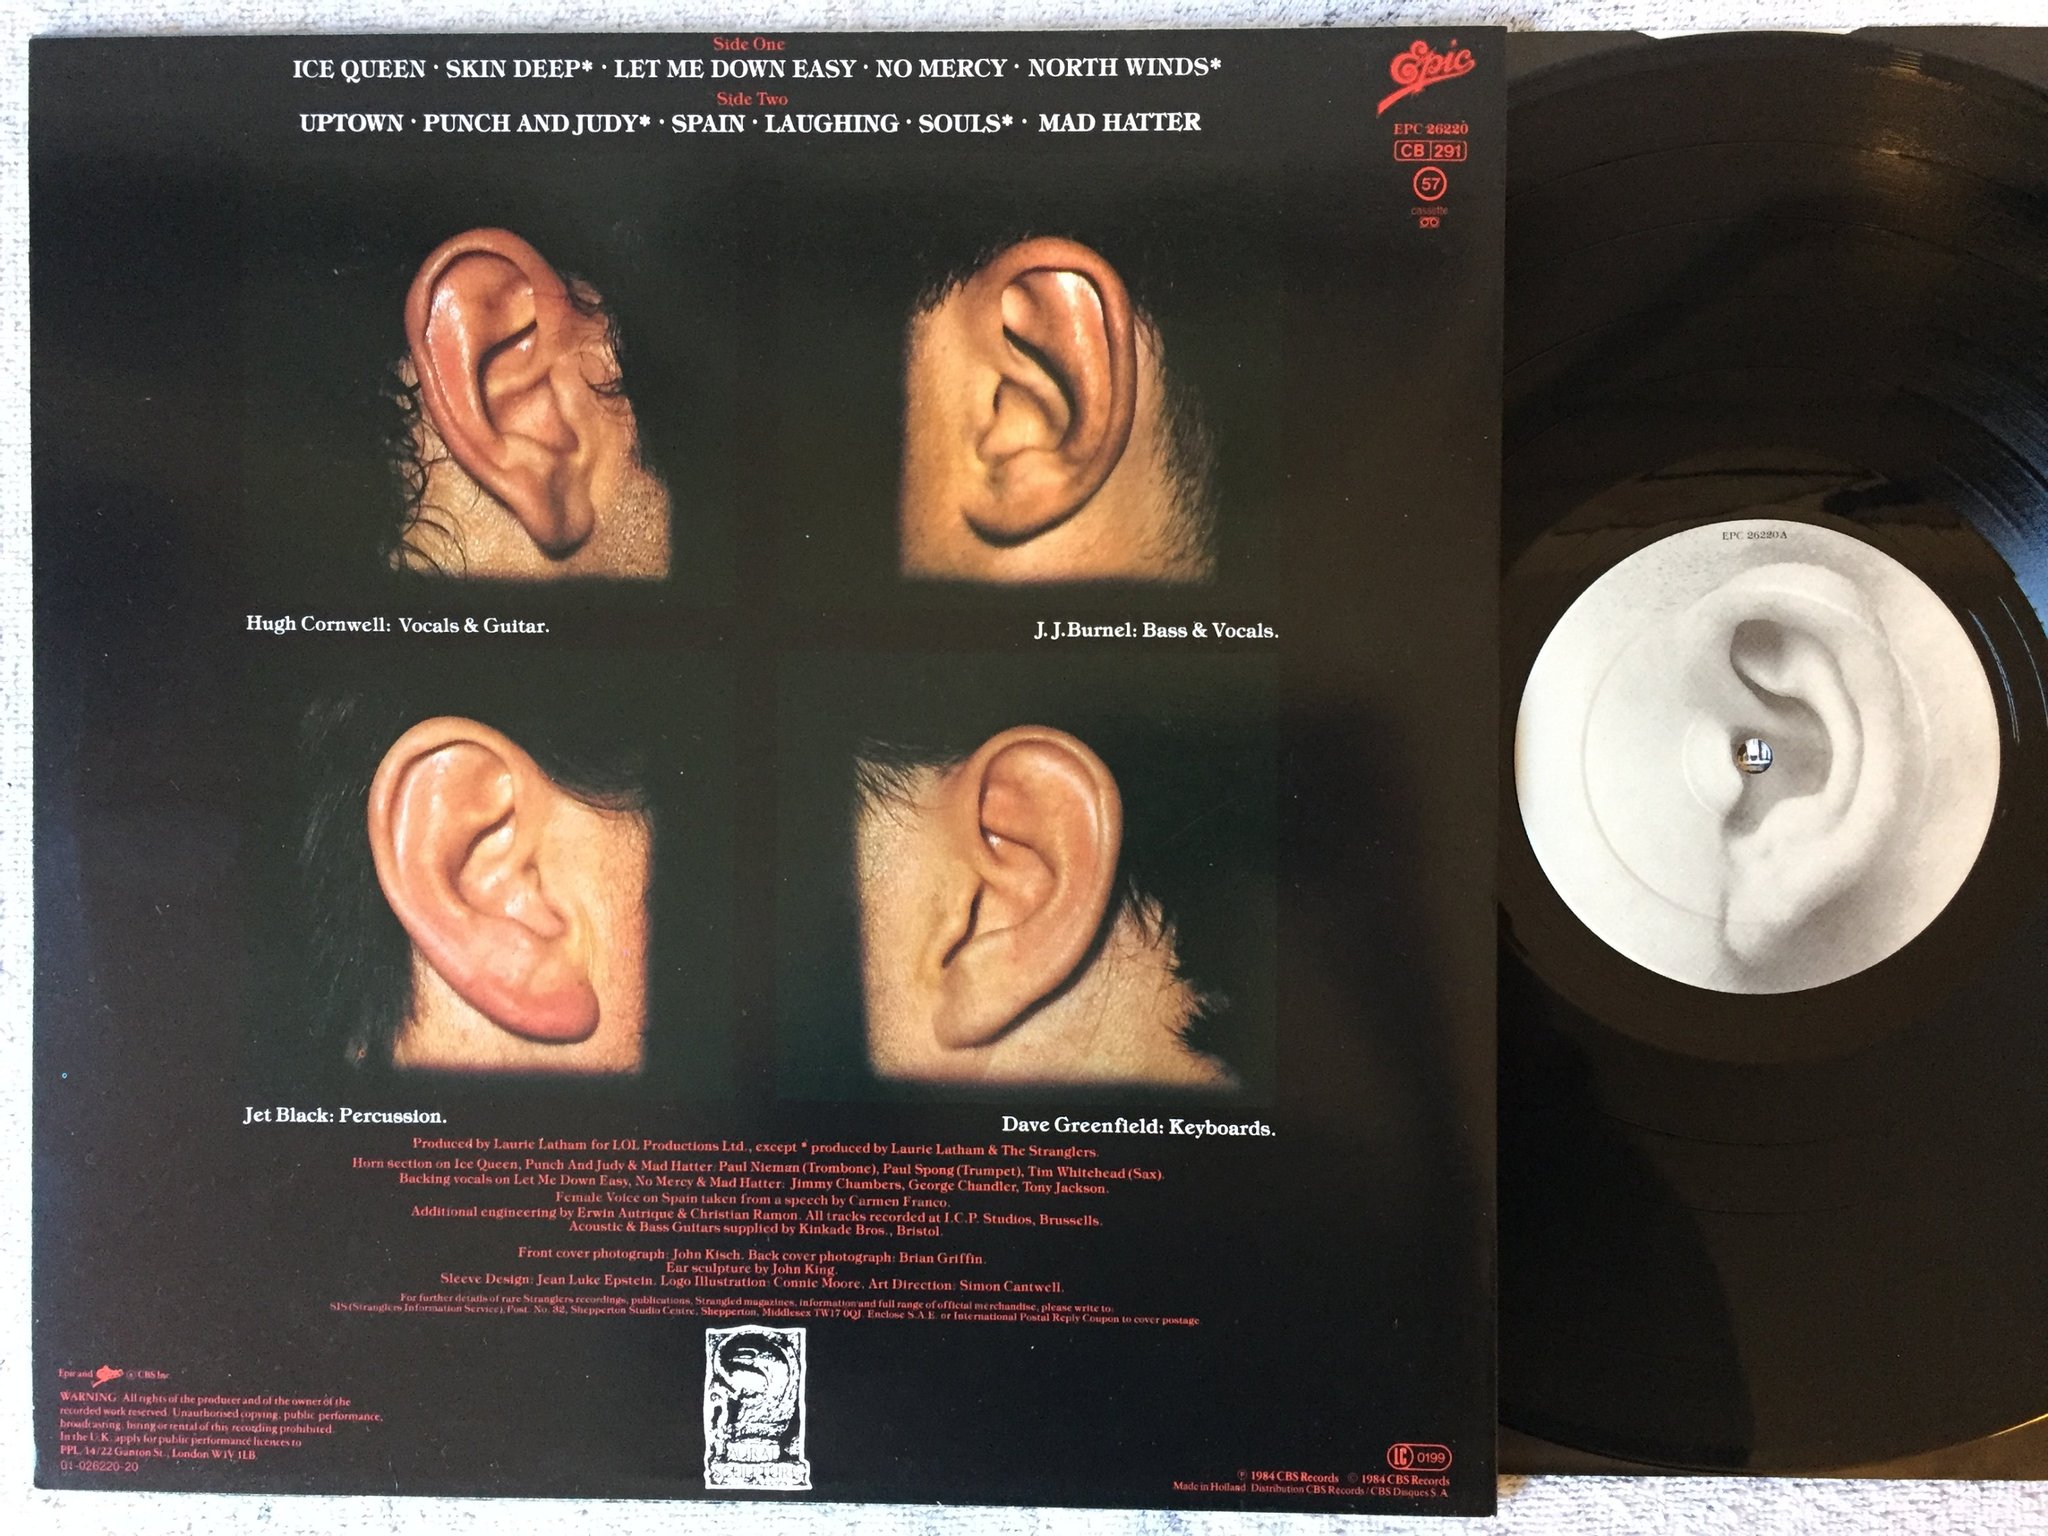 Side One
ICE QUEEN · SKIN DEEP* · LET ME DOWN EASY · NO MERCY · NORTH WINDS*
Side Two
UPTOWN · PUNCH AND JUDY* · SPAIN · LAUGHING · SOULS* · MAD HATTER
Epic
EPC 26220
CB 291
57
cassette
EPC 26220A
Hugh Cornwell: Vocals & Guitar.
J. J. Burnel: Bass & Vocals.
Jet Black: Percussion.
Dave Greenfield: Keyboards.
Produced by Laurie Latham for LOL Productions Ltd., except * produced by Laurie Latham & The Stranglers.
Horn section on Ice Queen, Punch And Judy & Mad Hatter: Paul Nieman (Trombone), Paul Spong (Trumpet), Tim Whitehead (Sax).
Backing vocals on Let Me Down Easy, No Mercy & Mad Hatter: Jimmy Chambers, George Chandler, Tony Jackson.
Female Voice on Spain taken from a speech by Carmen Franco.
Additional engineering by Erwin Autrique & Christian Ramon. All tracks recorded at I.C.P. Studios, Brussells.
Acoustic & Bass Guitars supplied by Kinkade Bros., Bristol.
Front cover photograph: John Kisch. Back cover photograph: Brian Griffin.
Ear sculpture by John King.
Sleeve Design: Jean Luke Epstein. Logo Illustration: Connie Moore. Art Direction: Simon Cantwell.
For further details of rare Stranglers recordings, publications, Strangled magazines, information and full range of official merchandise, please write to:
SIS (Stranglers Information Service), Post. No. 32, Shepperton Studio Centre, Shepperton, Middlesex TW17 0QJ. Enclose S.A.E. or International Postal Reply Coupon to cover postage.
AURAL
SCULPTURE
Epic and Epic ® CBS Inc.
WARNING: All rights of the producer and of the owner of the
recorded work reserved. Unauthorised copying, public performance,
broadcasting, hiring or rental of this recording prohibited.
In the U.K. apply for public performance licences to
PPL, 14/22 Ganton St., London W1V 1LB.
01-026220-20
LC 0199
℗ 1984 CBS Records © 1984 CBS Records
Made in Holland. Distribution CBS Records / CBS Disques S.A.